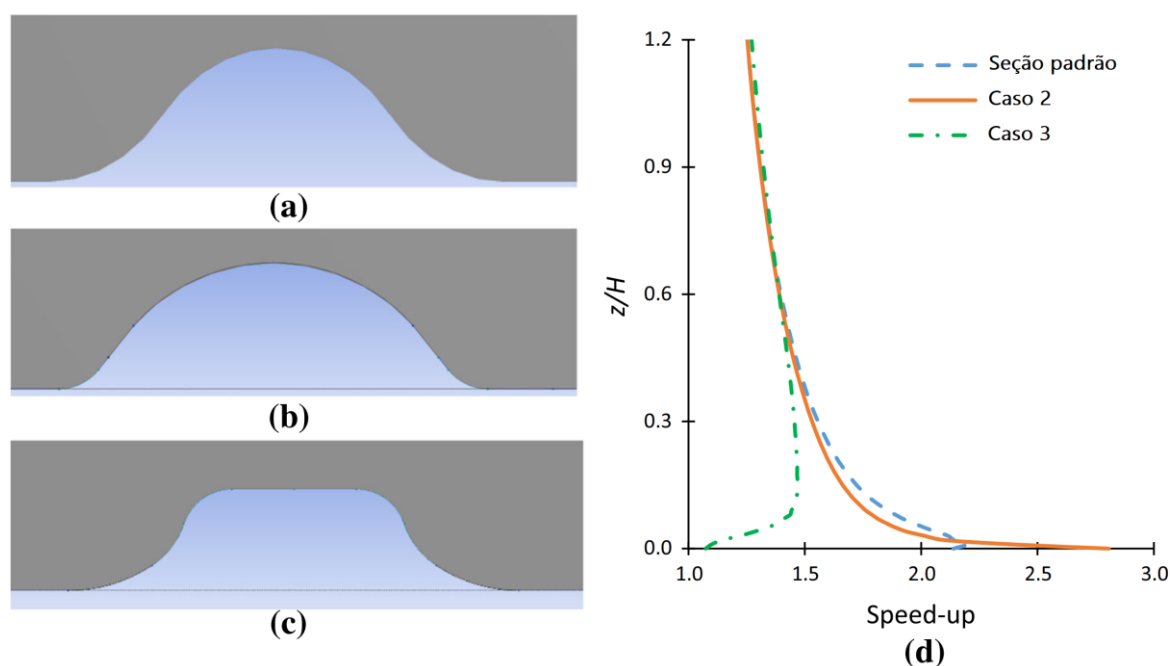 (a)
(b)
(c)
1.2
0.9
0.6
0.3
0.0
z/H
Seção padrão
Caso 2
Caso 3
1.0
1.5
2.0
2.5
3.0
Speed-up
(d)